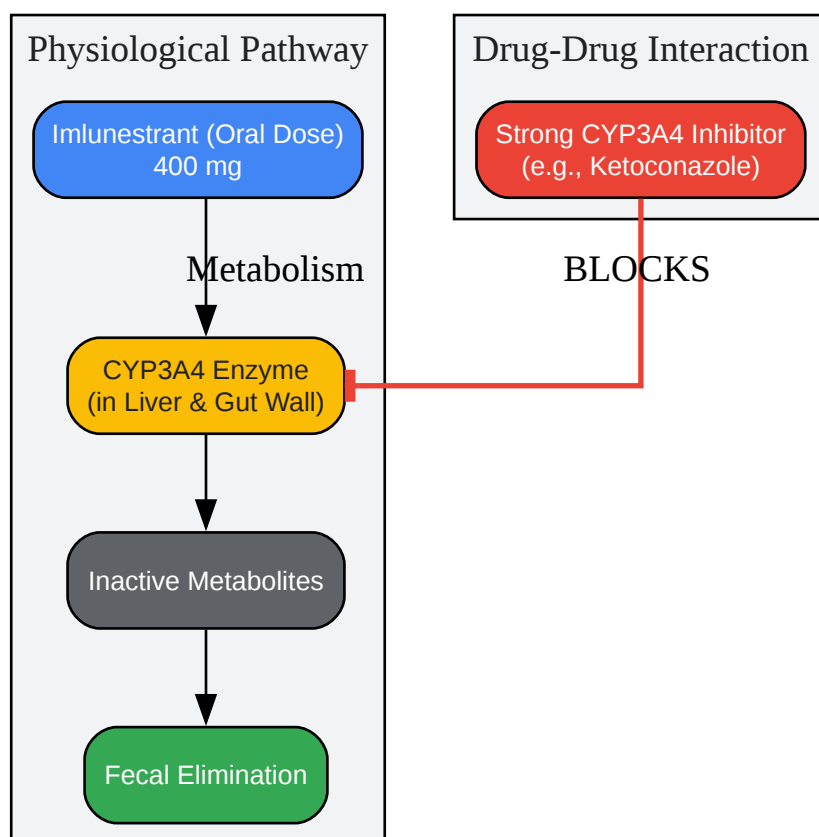 Physiological Pathway
Imlunestrant (Oral Dose)
400 mg
Metabolism
CYP3A4 Enzyme
(in Liver & Gut Wall)
Inactive Metabolites
Fecal Elimination
Drug-Drug Interaction
Strong CYP3A4 Inhibitor
(e.g., Ketoconazole)
BLOCKS